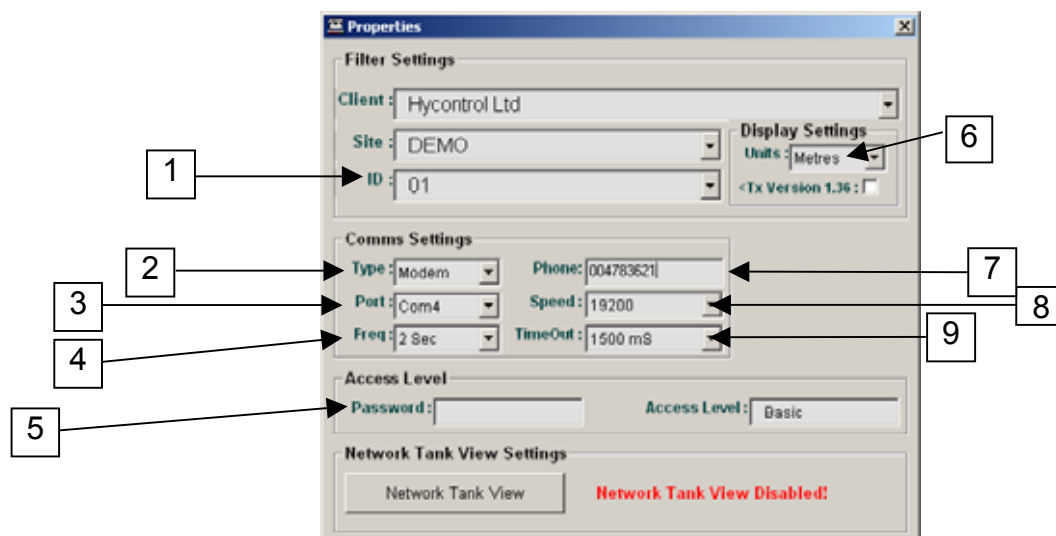 Properties
Filter Settings
Client : Hycontrol Ltd
Site : DEMO
Display Settings
Units : Metres
6
1
ID : 01
<Tx Version 1.36 :
Comms Settings
2
Type : Modem
Phone: 004783621
7
3
Port : Com4
Speed : 19200
8
4
Freq : 2 Sec
TimeOut : 1500 mS
9
Access Level
5
Password :
Access Level : Basic
Network Tank View Settings
Network Tank View
Network Tank View Disabled!